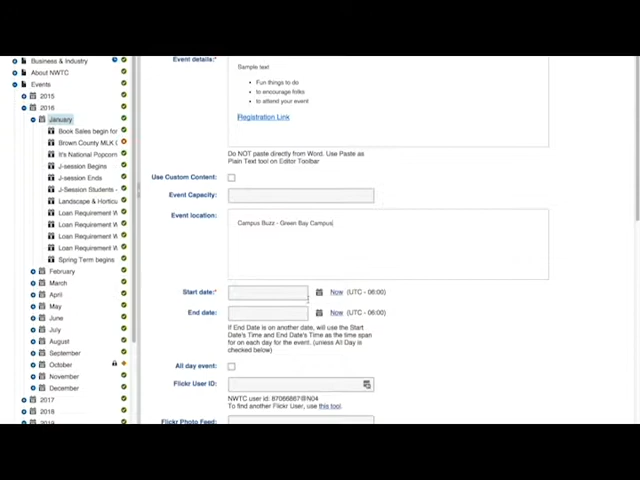 Business & Industry
About NWTC
Events
2015
2016
January
Book Sales begin for
Brown County MLK
It's National Popcorn
J-session Begins
J-session Ends
J-Session Students -
Landscape & Horticu
Loan Requirement W
Loan Requirement W
Loan Requirement W
Loan Requirement W
Spring Term begins
February
March
April
May
June
July
August
September
October
November
December
2017
2018
Event details:*
Sample text
Fun things to do
to encourage folks
to attend your event
Registration Link
Do NOT paste directly from Word. Use Paste as
Plain Text tool on Editor Toolbar
Use Custom Content:
Event Capacity:
Event location:
Campus Buzz - Green Bay Campus
Start date:*
Now (UTC - 06:00)
End date:
Now (UTC - 06:00)
If End Date is on another date, will use the Start
Date's Time and End Date's Time as the time span
for on each day for the event. (unless All Day is
checked below)
All day event:
Flickr User ID:
NWTC user id: 87066867@N04
To find another Flickr User, use this tool.
Flickr Photo Feed: